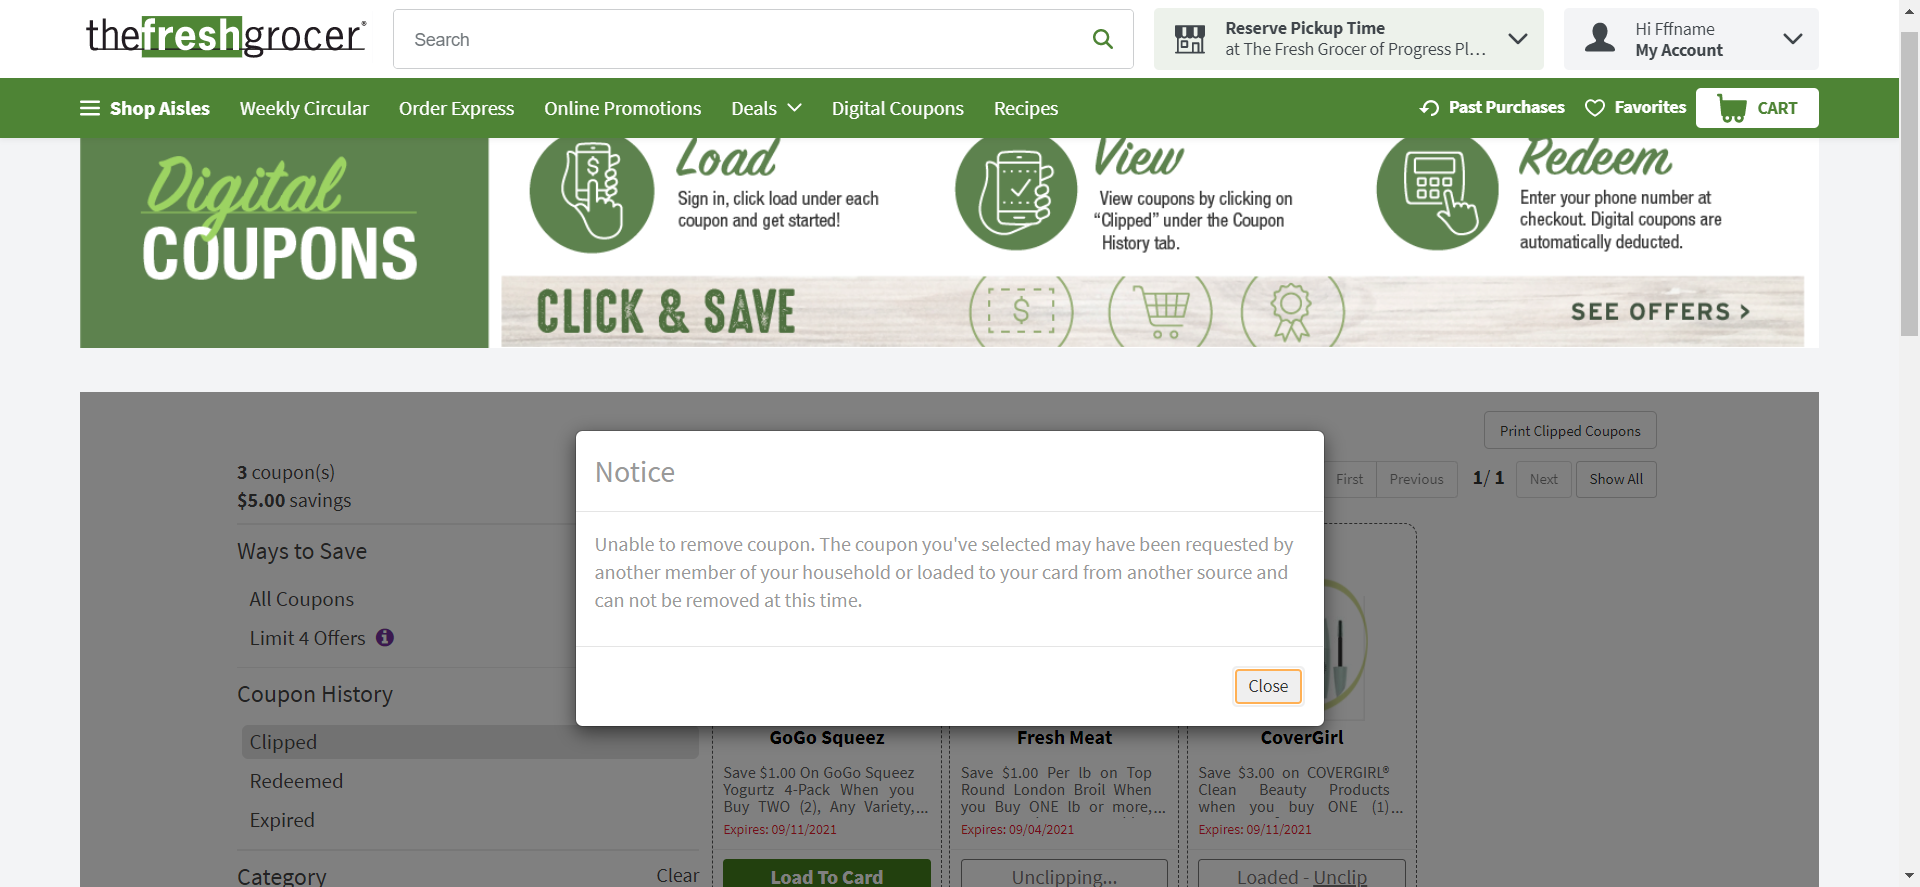 thefreshgrocer®
Search
Reserve Pickup Time
at The Fresh Grocer of Progress Pl...
Hi Fffname
My Account
Shop Aisles
Weekly Circular
Order Express
Online Promotions
Deals
Digital Coupons
Recipes
Past Purchases
Favorites
CART
Digital
COUPONS
Load
Sign in, click load under each
coupon and get started!
View
View coupons by clicking on
“Clipped” under the Coupon
History tab.
Redeem
Enter your phone number at
checkout. Digital coupons are
automatically deducted.
CLICK & SAVE
SEE OFFERS >
Print Clipped Coupons
3 coupon(s)
$5.00 savings
First
Previous
1/ 1
Next
Show All
Ways to Save
All Coupons
Limit 4 Offers
Coupon History
Clipped
Redeemed
Expired
Category
Clear
Notice
Unable to remove coupon. The coupon you've selected may have been requested by
another member of your household or loaded to your card from another source and
can not be removed at this time.
Close
GoGo Squeez
Save $1.00 On GoGo Squeez
Yogurtz 4-Pack When you
Buy TWO (2), Any Variety,...
Expires: 09/11/2021
Load To Card
Fresh Meat
Save $1.00 Per lb on Top
Round London Broil When
you Buy ONE lb or more,...
Expires: 09/04/2021
Unclipping...
CoverGirl
Save $3.00 on COVERGIRL®
Clean Beauty Products
when you buy ONE (1)...
Expires: 09/11/2021
Loaded - Unclip